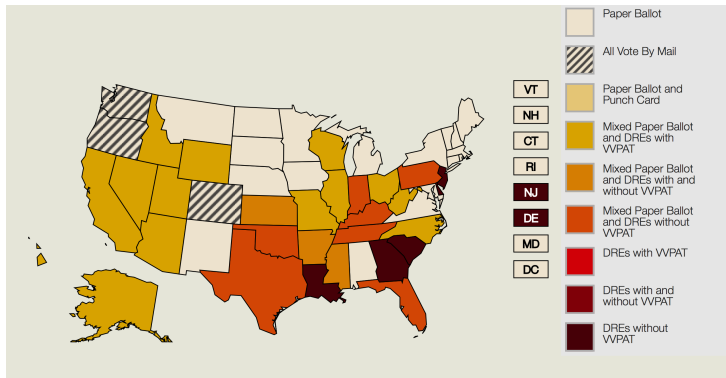 Paper Ballot
All Vote By Mail
Paper Ballot and
Punch Card
Mixed Paper Ballot
and DREs with
VVPAT
Mixed Paper Ballot
and DREs with and
without VVPAT
Mixed Paper Ballot
and DREs without
VVPAT
DREs with VVPAT
DREs with and
without VVPAT
DREs without
VVPAT
VT
NH
CT
RI
NJ
DE
MD
DC